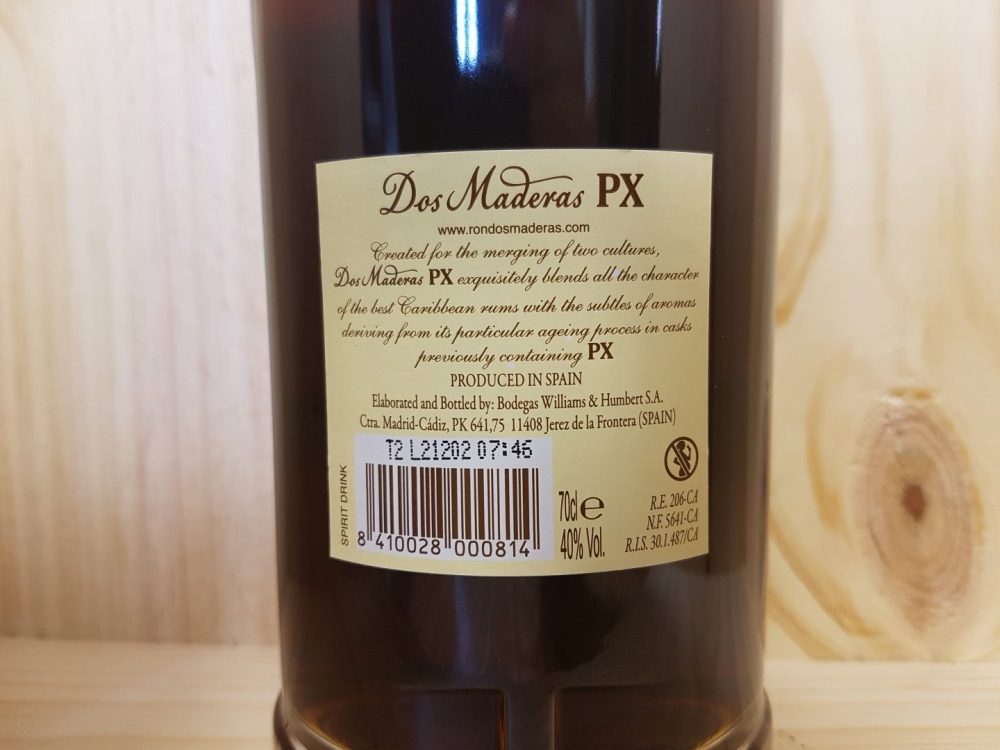 Dos Maderas PX
www.rondosmaderas.com
Created for the merging of two cultures,
Dos Maderas PX exquisitely blends all the character
of the best Caribbean rums with the subtles of aromas
deriving from its particular ageing process in casks
previously containing PX
PRODUCED IN SPAIN
Elaborated and Bottled by: Bodegas Williams & Humbert S.A.
Ctra. Madrid-Cádiz, PK 641,75 11408 Jerez de la Frontera (SPAIN)
T2 L21202 07:46
SPIRIT DRINK
8 410028 000814
70cl e
40% Vol.
R.E. 206-CA
N.F. 5641-CA
R.I.S. 30.1.487/CA